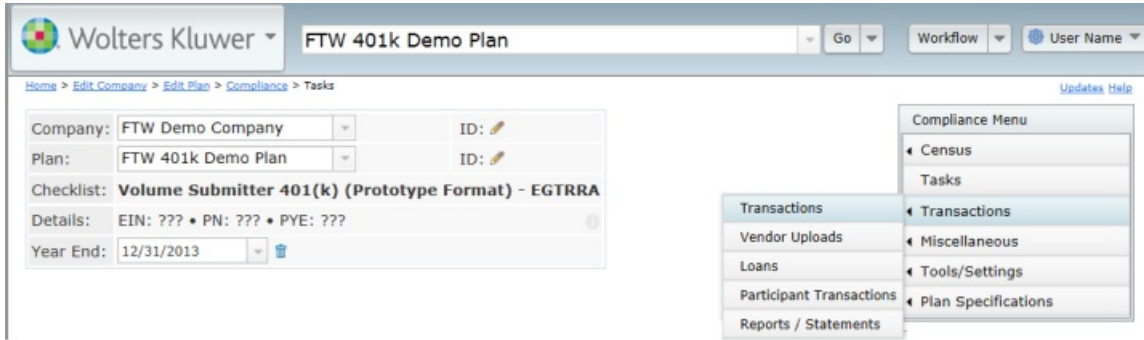 Wolters Kluwer
FTW 401k Demo Plan
Go
Workflow
User Name
Home > Edit Company > Edit Plan > Compliance > Tasks
Updates Help
Company: FTW Demo Company ID:
Plan: FTW 401k Demo Plan ID:
Checklist: Volume Submitter 401(k) (Prototype Format) - EGTRRA
Details: EIN: ??? • PN: ??? • PYE: ???
Year End: 12/31/2013
Compliance Menu
Census
Tasks
Transactions
Miscellaneous
Tools/Settings
Plan Specifications
Transactions
Vendor Uploads
Loans
Participant Transactions
Reports / Statements